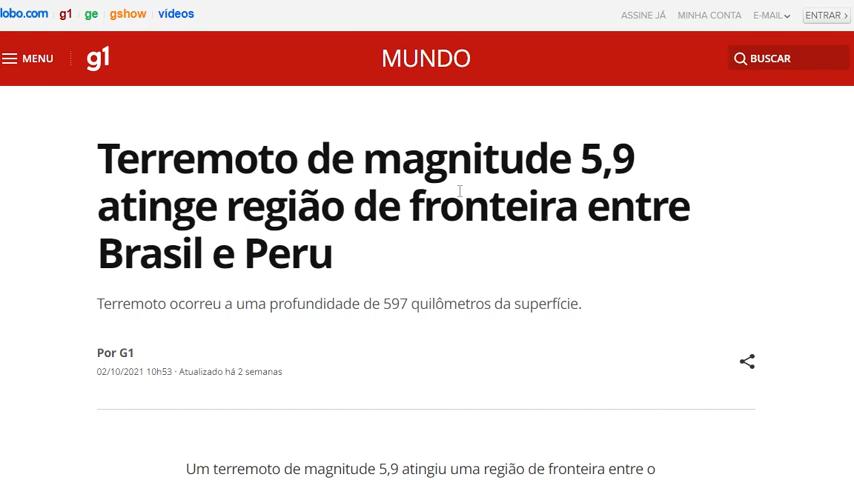 lobo.com g1 ge gshow vídeos ASSINE JÁ MINHA CONTA E-MAIL ENTRAR ›
MENU g1 MUNDO BUSCAR
Terremoto de magnitude 5,9
atinge região de fronteira entre
Brasil e Peru
Terremoto ocorreu a uma profundidade de 597 quilômetros da superfície.
Por G1
02/10/2021 10h53 · Atualizado há 2 semanas
Um terremoto de magnitude 5,9 atingiu uma região de fronteira entre o